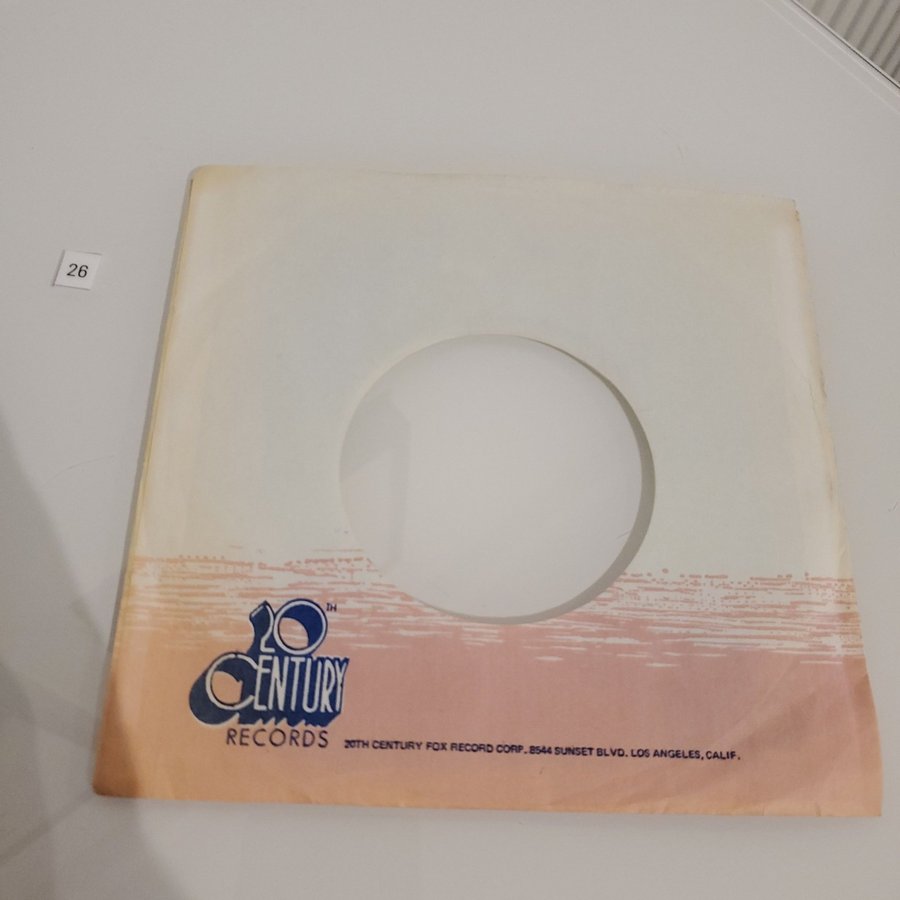 26
20TH
CENTURY
RECORDS
20TH CENTURY FOX RECORD CORP. 8544 SUNSET BLVD. LOS ANGELES, CALIF.